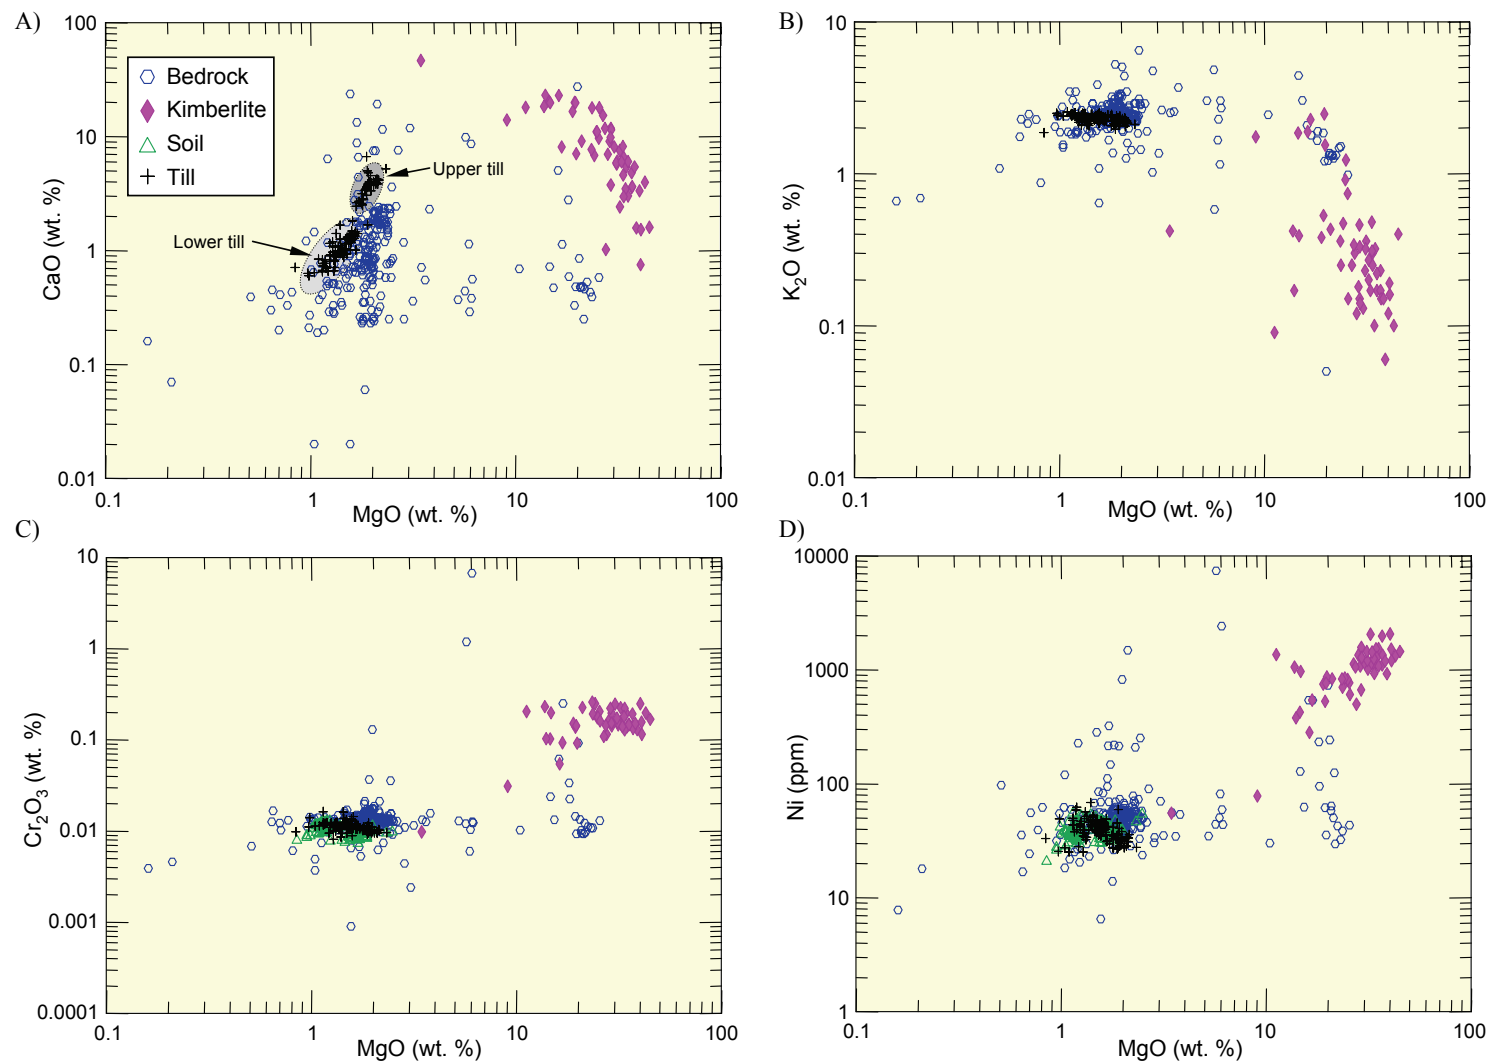 A)
100
10
1
0.1
0.01
CaO (wt. %)
Bedrock
Kimberlite
Soil
Till
Upper till
Lower till
0.1
1
10
100
MgO (wt. %)
B)
100
10
1
0.1
0.01
K2O (wt. %)
0.1
1
10
100
MgO (wt. %)
C)
10
1
0.1
0.01
0.001
0.0001
Cr2O3 (wt. %)
0.1
1
10
100
MgO (wt. %)
D)
10000
1000
100
10
1
Ni (ppm)
0.1
1
10
100
MgO (wt. %)